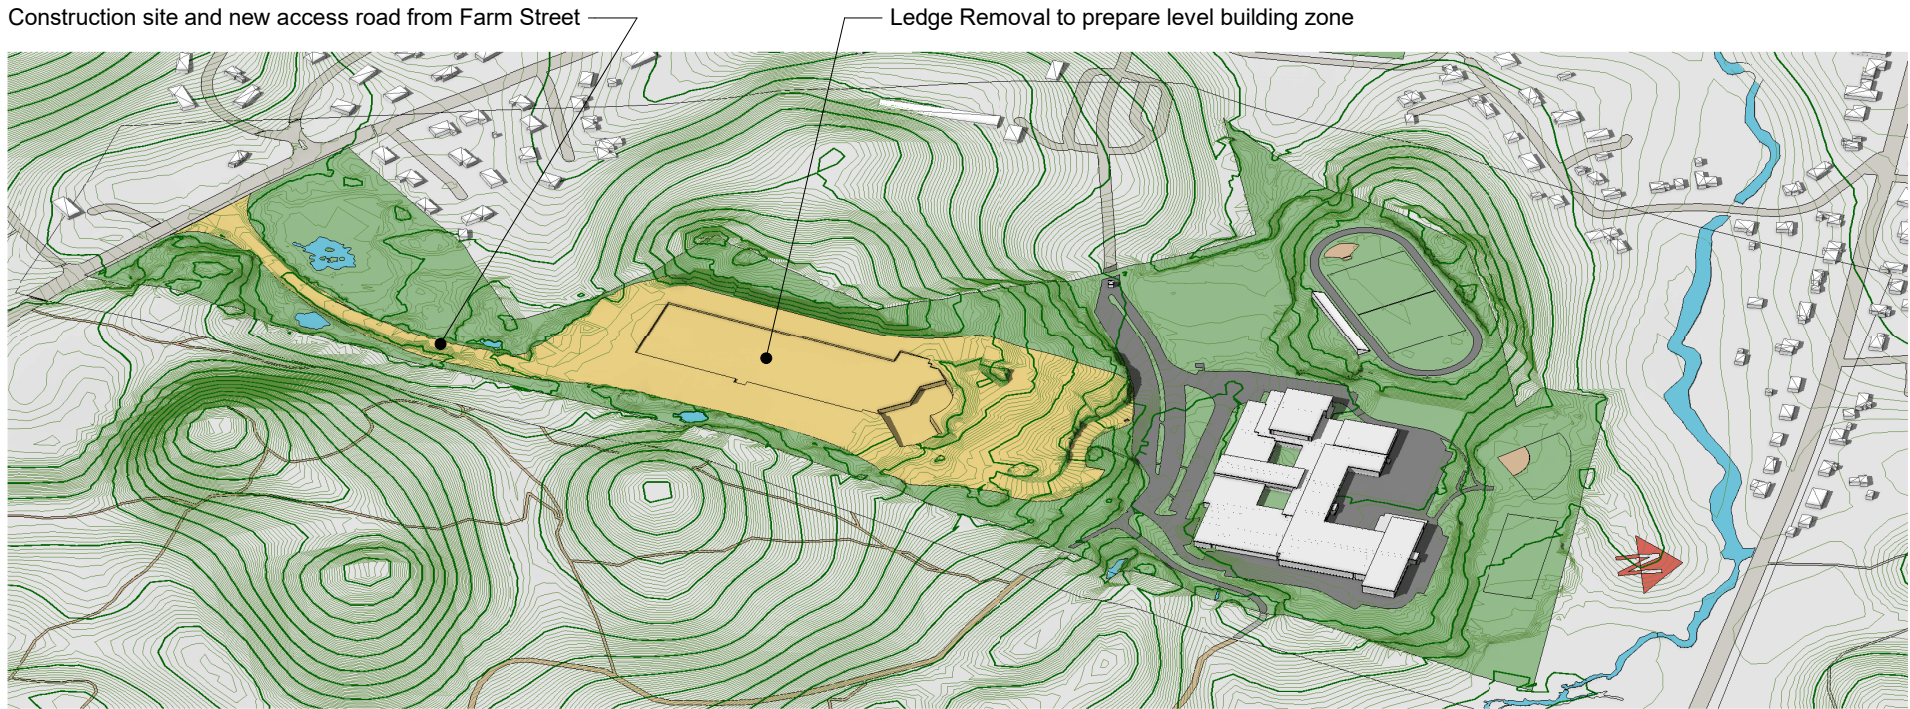 Construction site and new access road from Farm Street
Ledge Removal to prepare level building zone